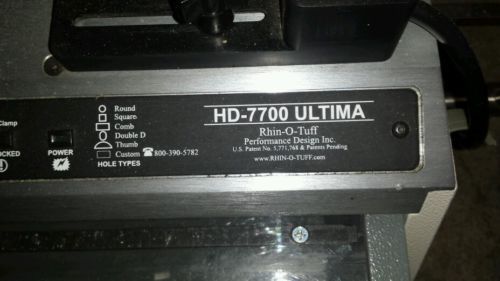 Clamp
OCKED
POWER
Round
Square
Comb
Double D
Thumb
Custom ☎800-390-5782
HOLE TYPES
HD-7700 ULTIMA
Rhin-O-Tuff
Performance Design Inc.
U.S. Patent No. 5,771,768 & Patents Pending
www.RHIN-O-TUFF.com